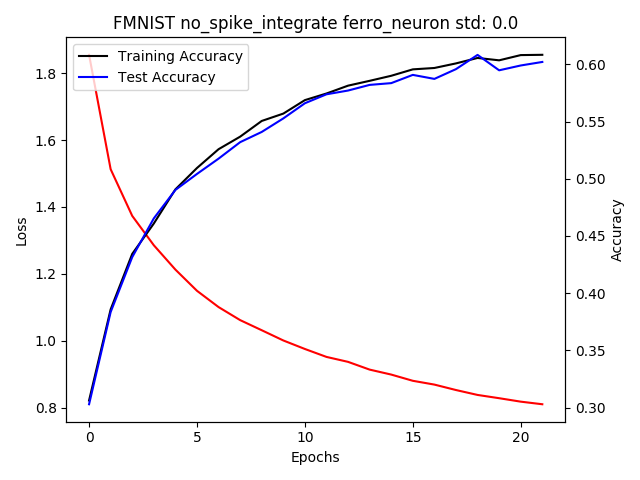 FMNIST no_spike_integrate ferro_neuron std: 0.0
Training Accuracy
Test Accuracy
Loss
1.8
1.6
1.4
1.2
1.0
0.8
0.60
0.55
0.50
0.45
0.40
0.35
0.30
Accuracy
0 5 10 15 20
Epochs